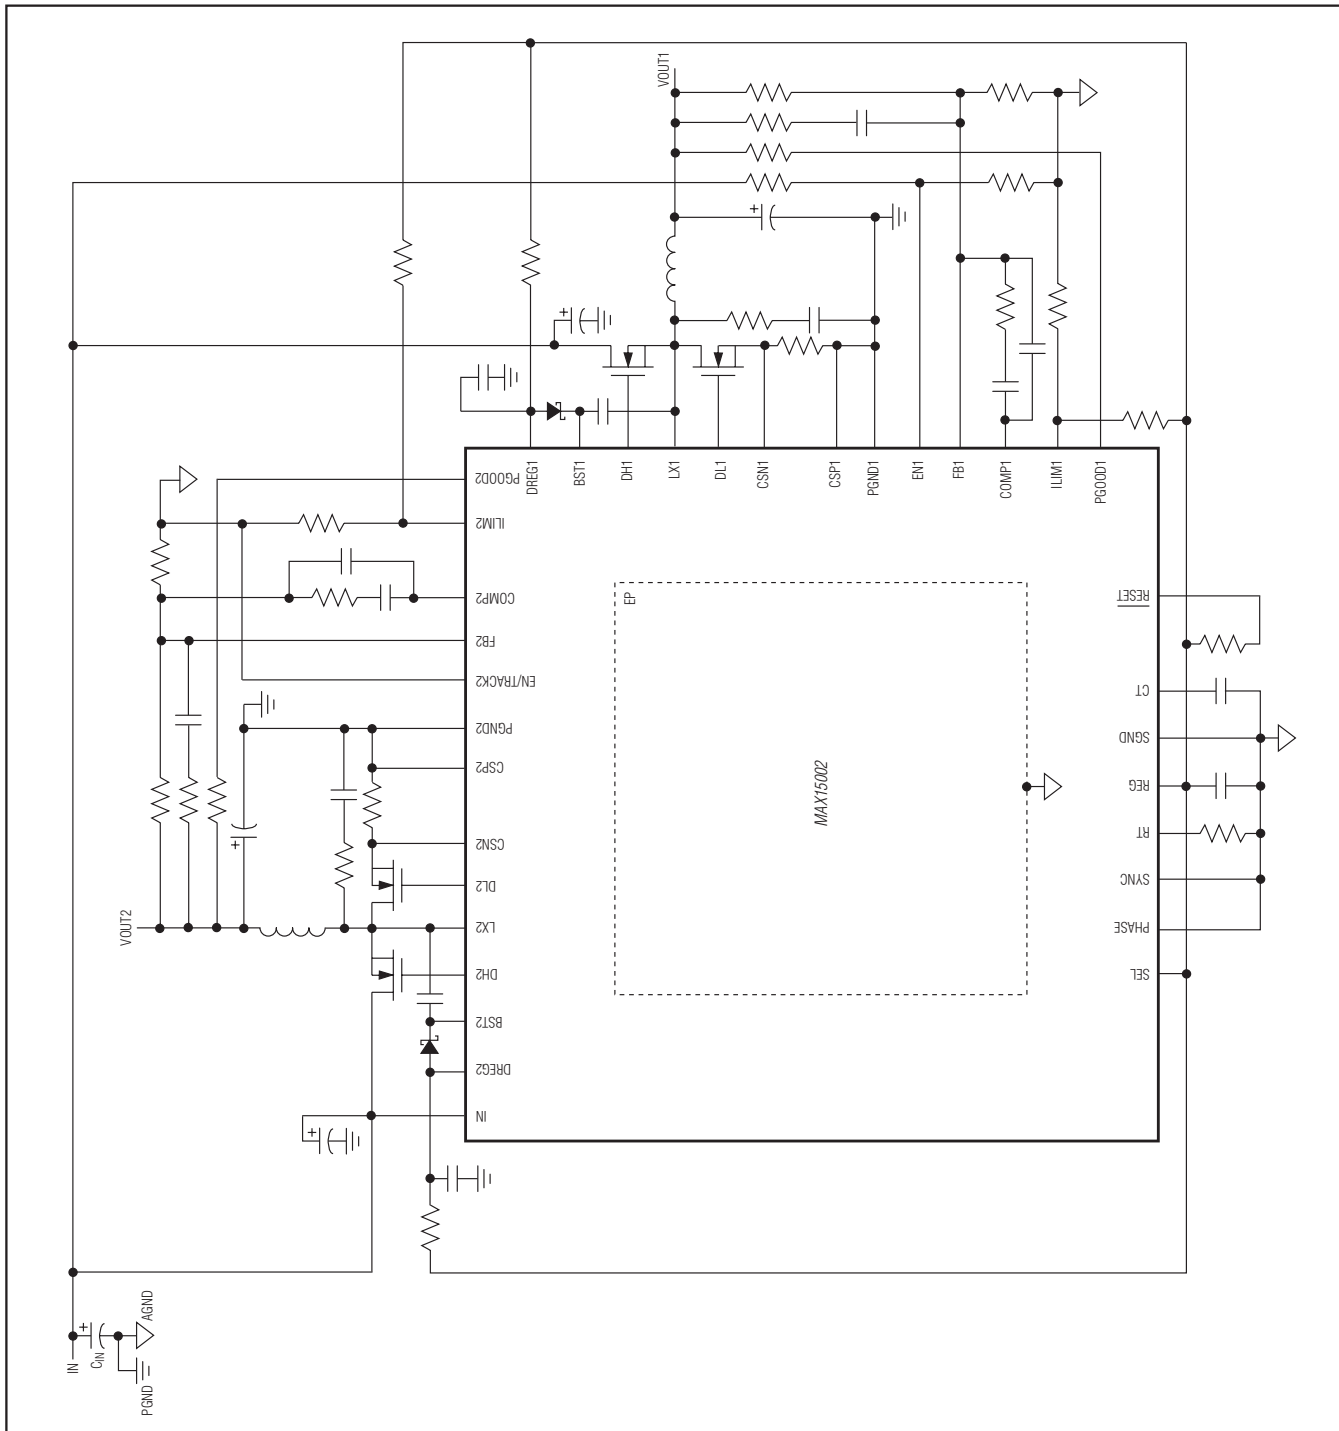 VOUT1
DREG1
BST1
DH1
LX1
DL1
CSN1
CSP1
PGND1
EN1
FB1
COMP1
ILIM1
PGOOD1
PGOOD2
ILIM2
COMP2
FB2
EN/TRACK2
PGND2
CSP2
CSN2
DL2
LX2
DH2
BST2
DREG2
IN
VOUT2
EP
MAX15002
RESET
CT
SGND
REG
RT
SYNC
PHASE
SEL
IN
CIN
AGND
PGND
+
+
+
+
+